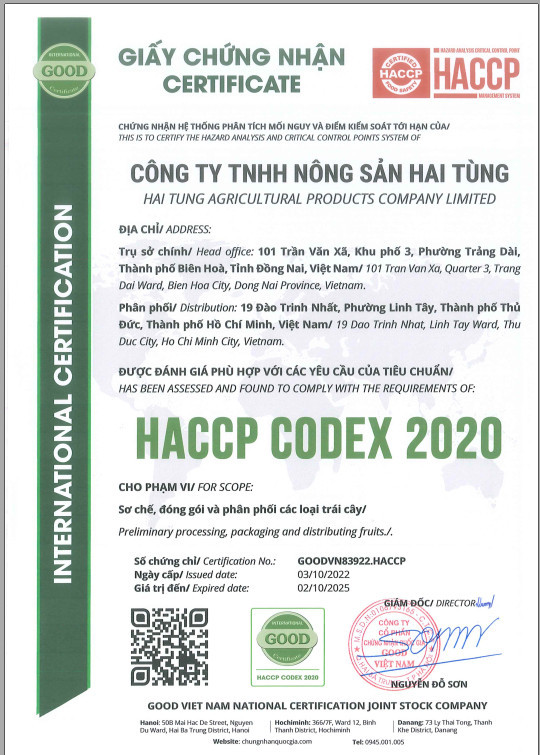 INTERNATIONAL
GOOD
Certificate
GIẤY CHỨNG NHẬN
CERTIFICATE
CERTIFIED
HACCP
FOOD SAFETY
HAZARD ANALYSIS CRITICAL CONTROL POINT
HACCP
MANAGEMENT SYSTEM
CHỨNG NHẬN HỆ THỐNG PHÂN TÍCH MỐI NGUY VÀ ĐIỂM KIỂM SOÁT TỚI HẠN CỦA/
THIS IS TO CERTIFY THE HAZARD ANALYSIS AND CRITICAL CONTROL POINTS SYSTEM OF
CÔNG TY TNHH NÔNG SẢN HAI TÙNG
HAI TUNG AGRICULTURAL PRODUCTS COMPANY LIMITED
ĐỊA CHỈ/ ADDRESS:
Trụ sở chính/ Head office: 101 Trần Văn Xã, Khu phố 3, Phường Trảng Dài,
Thành phố Biên Hoà, Tỉnh Đồng Nai, Việt Nam/ 101 Tran Van Xa, Quarter 3, Trang
Dai Ward, Bien Hoa City, Dong Nai Province, Vietnam.
Phân phối/ Distribution: 19 Đào Trinh Nhất, Phường Linh Tây, Thành phố Thủ
Đức, Thành phố Hồ Chí Minh, Việt Nam/ 19 Dao Trinh Nhat, Linh Tay Ward, Thu
Duc City, Ho Chi Minh City, Vietnam.
ĐƯỢC ĐÁNH GIÁ PHÙ HỢP VỚI CÁC YÊU CẦU CỦA TIÊU CHUẨN/
HAS BEEN ASSESSED AND FOUND TO COMPLY WITH THE REQUIREMENTS OF:
HACCP CODEX 2020
CHO PHẠM VI/ FOR SCOPE:
Sơ chế, đóng gói và phân phối các loại trái cây/
Preliminary processing, packaging and distributing fruits./.
INTERNATIONAL CERTIFICATION
Số chứng chỉ/ Certification No.: GOODVN83922.HACCP
Ngày cấp/ Issued date: 03/10/2022
Giá trị đến/ Expired date: 02/10/2025
GIÁM ĐỐC/ DIRECTOR
INTERNATIONAL
GOOD
Certificate
HACCP CODEX 2020
CÔNG TY
CỔ PHẦN
CHỨNG NHẬN QUỐC GIA
GOOD
VIỆT NAM
NGUYỄN ĐỖ SƠN
GOOD VIET NAM NATIONAL CERTIFICATION JOINT STOCK COMPANY
Hanoi: 50B Mai Hac De Street, Nguyen
Du Ward, Hai Ba Trung District, Hanoi
Hochiminh: 366/7F, Ward 12, Binh
Thanh District, Hochiminh
Danang: 73 Ly Thai Tong, Thanh
Khe District, Danang
Website: chungnhanquocgia.com
Tel: 0945.001.005